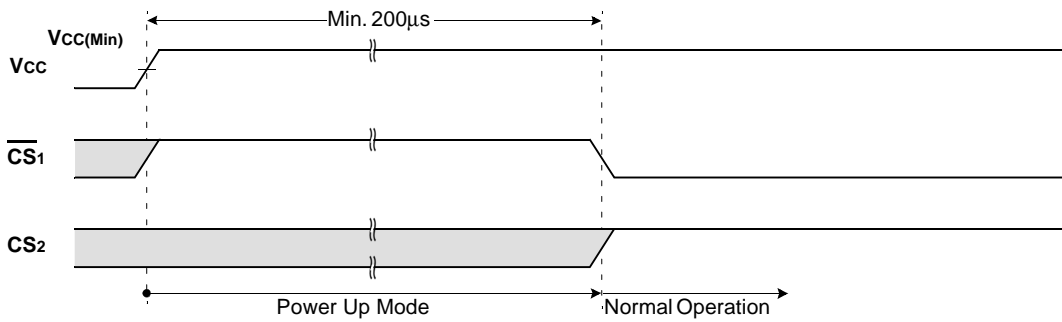 Min. 200μs
VCC(Min)
VCC
CS1
CS2
Power Up Mode
Normal Operation